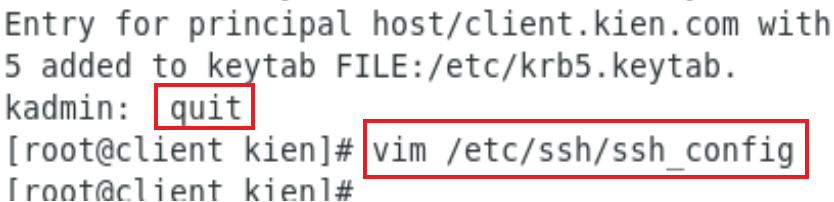 Entry for principal host/client.kien.com with
5 added to keytab FILE:/etc/krb5.keytab.
kadmin: quit
[root@client kien]# vim /etc/ssh/ssh_config
[root@client kien]#